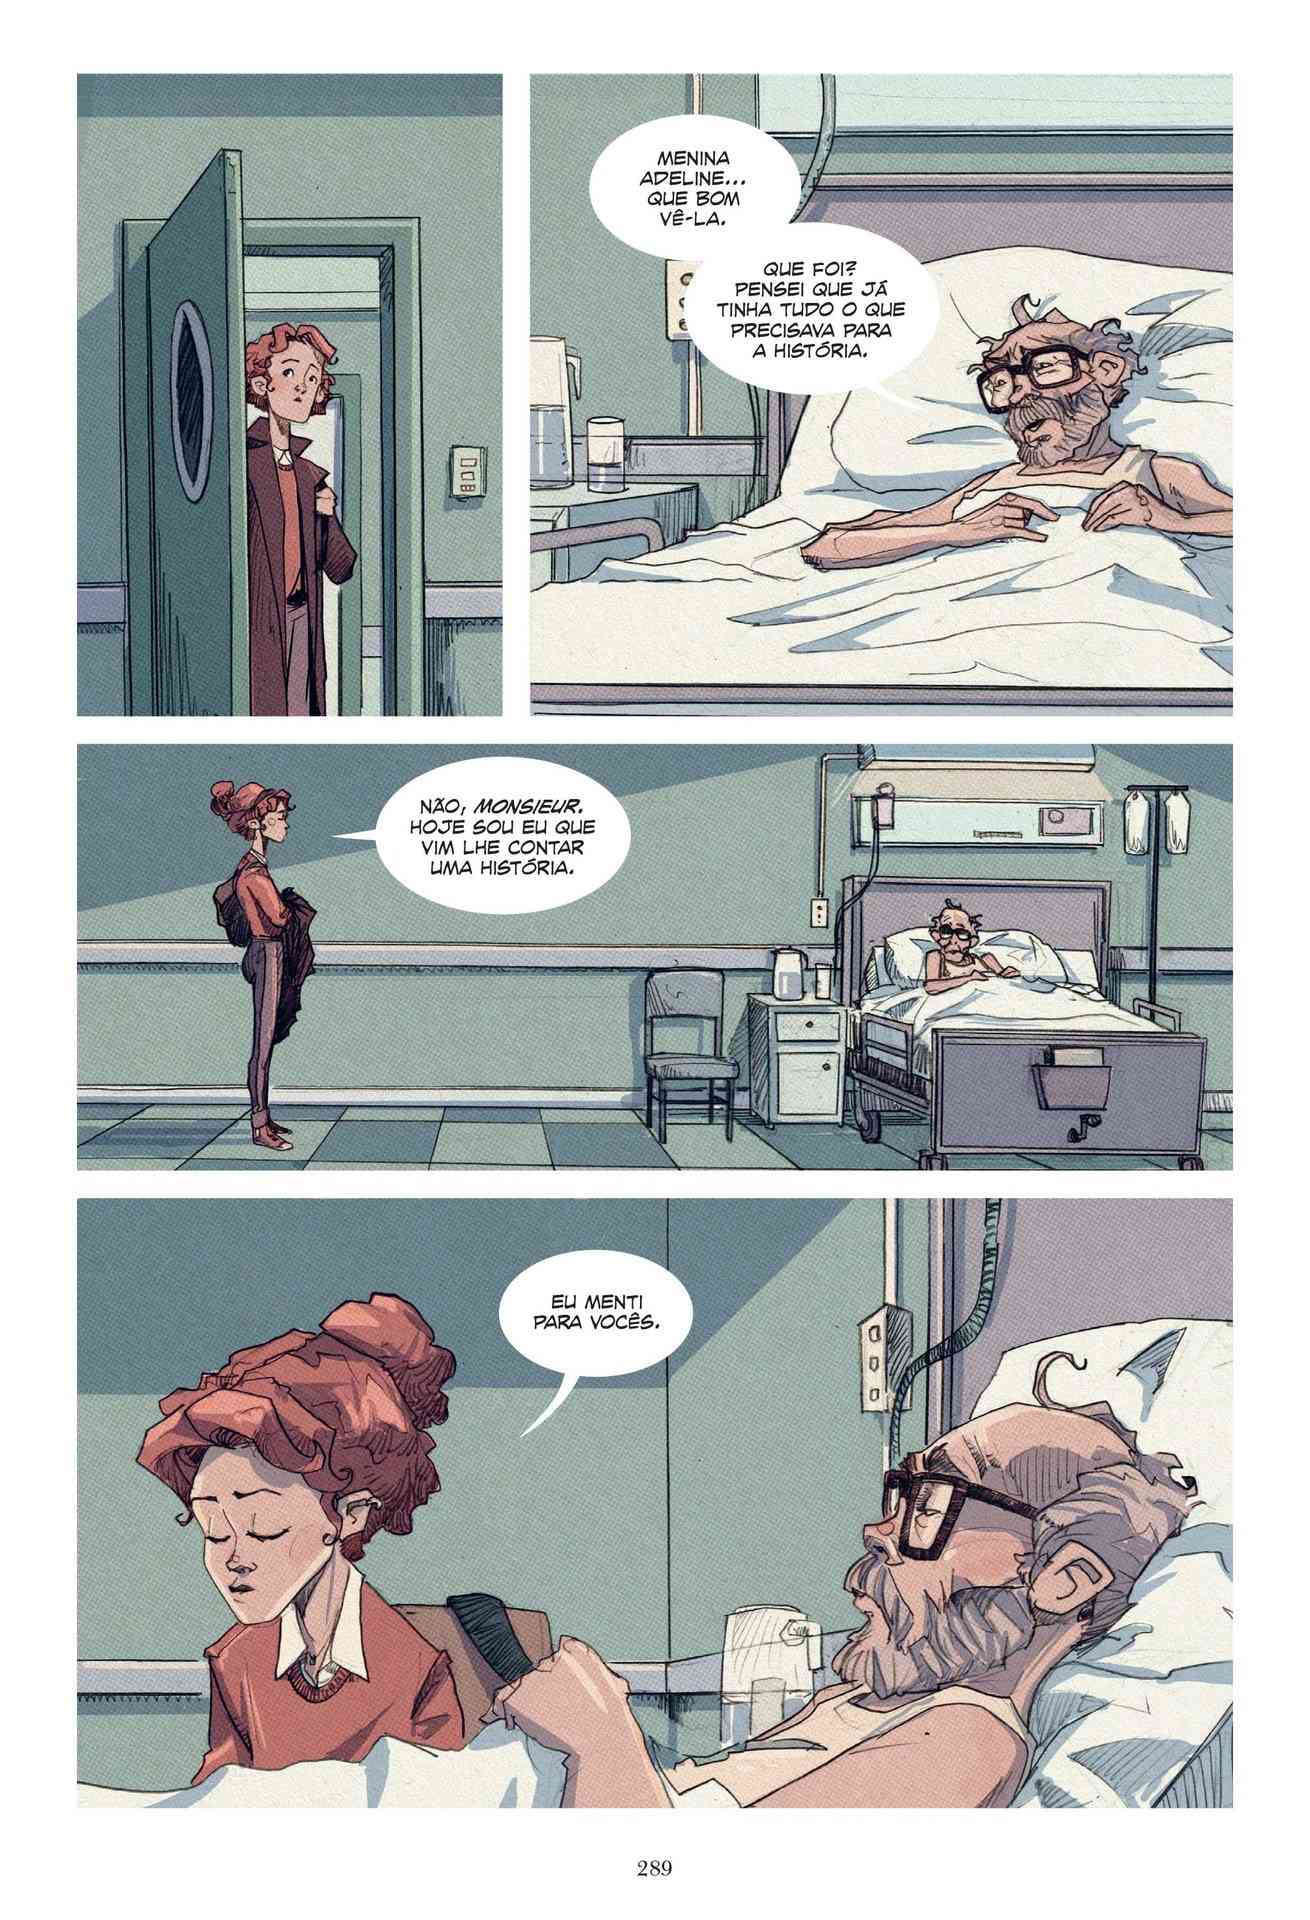 MENINA
ADELINE...
QUE BOM
VÊ-LA.
QUE FOI?
PENSEI QUE JÁ
TINHA TUDO O QUE
PRECISAVA PARA
A HISTÓRIA.
NÃO, MONSIEUR.
HOJE SOU EU QUE
VIM LHE CONTAR
UMA HISTÓRIA.
EU MENTI
PARA VOCÊS.
289